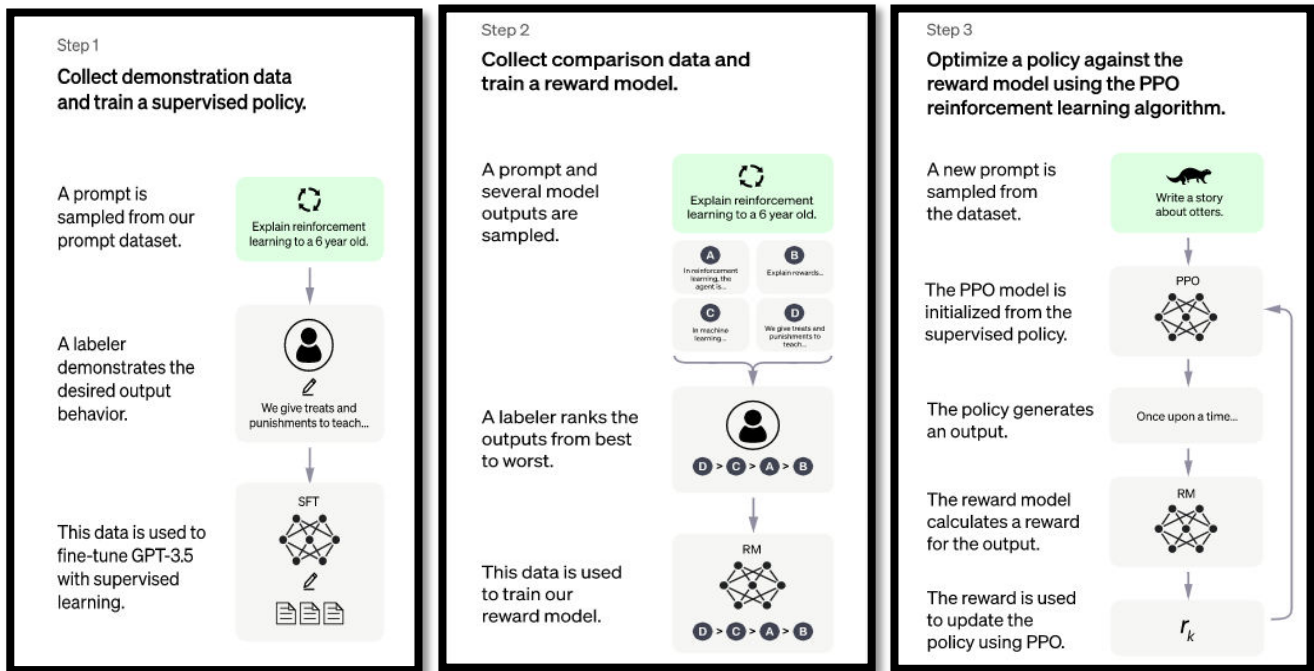 Step 1
Collect demonstration data
and train a supervised policy.
A prompt is
sampled from our
prompt dataset.
Explain reinforcement
learning to a 6 year old.
A labeler
demonstrates the
desired output
behavior.
We give treats and
punishments to teach...
SFT
This data is used to
fine-tune GPT-3.5
with supervised
learning.
Step 2
Collect comparison data and
train a reward model.
A prompt and
several model
outputs are
sampled.
Explain reinforcement
learning to a 6 year old.
A
In reinforcement
learning, the
agent is...
B
Explain rewards...
C
In machine
learning...
D
We give treats and
punishments to
teach...
A labeler ranks the
outputs from best
to worst.
D > C > A > B
RM
This data is used
to train our
reward model.
D > C > A > B
Step 3
Optimize a policy against the
reward model using the PPO
reinforcement learning algorithm.
A new prompt is
sampled from
the dataset.
Write a story
about otters.
PPO
The PPO model is
initialized from the
supervised policy.
The policy generates
an output.
Once upon a time...
RM
The reward model
calculates a reward
for the output.
The reward is used
to update the
policy using PPO.
rk